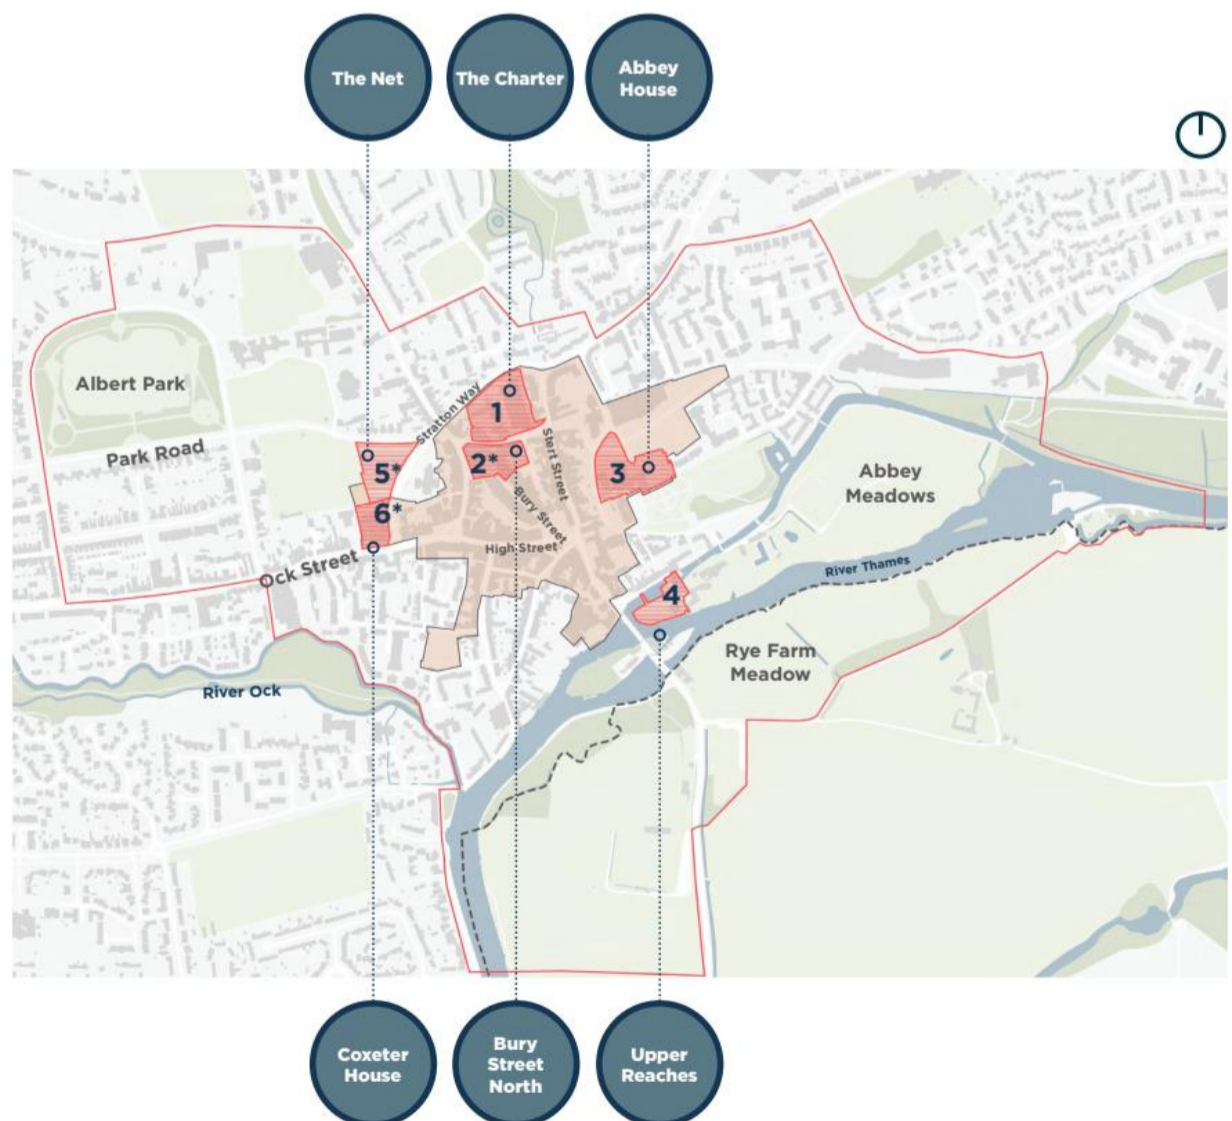 The Net
The Charter
Abbey
House
Albert Park
Stratton Way
1
Park Road
5*
2*
Stert Street
3
Abbey
Meadows
6*
Bury Street
High Street
Ock Street
River Thames
4
Rye Farm
Meadow
River Ock
Coxeter
House
Bury
Street
North
Upper
Reaches